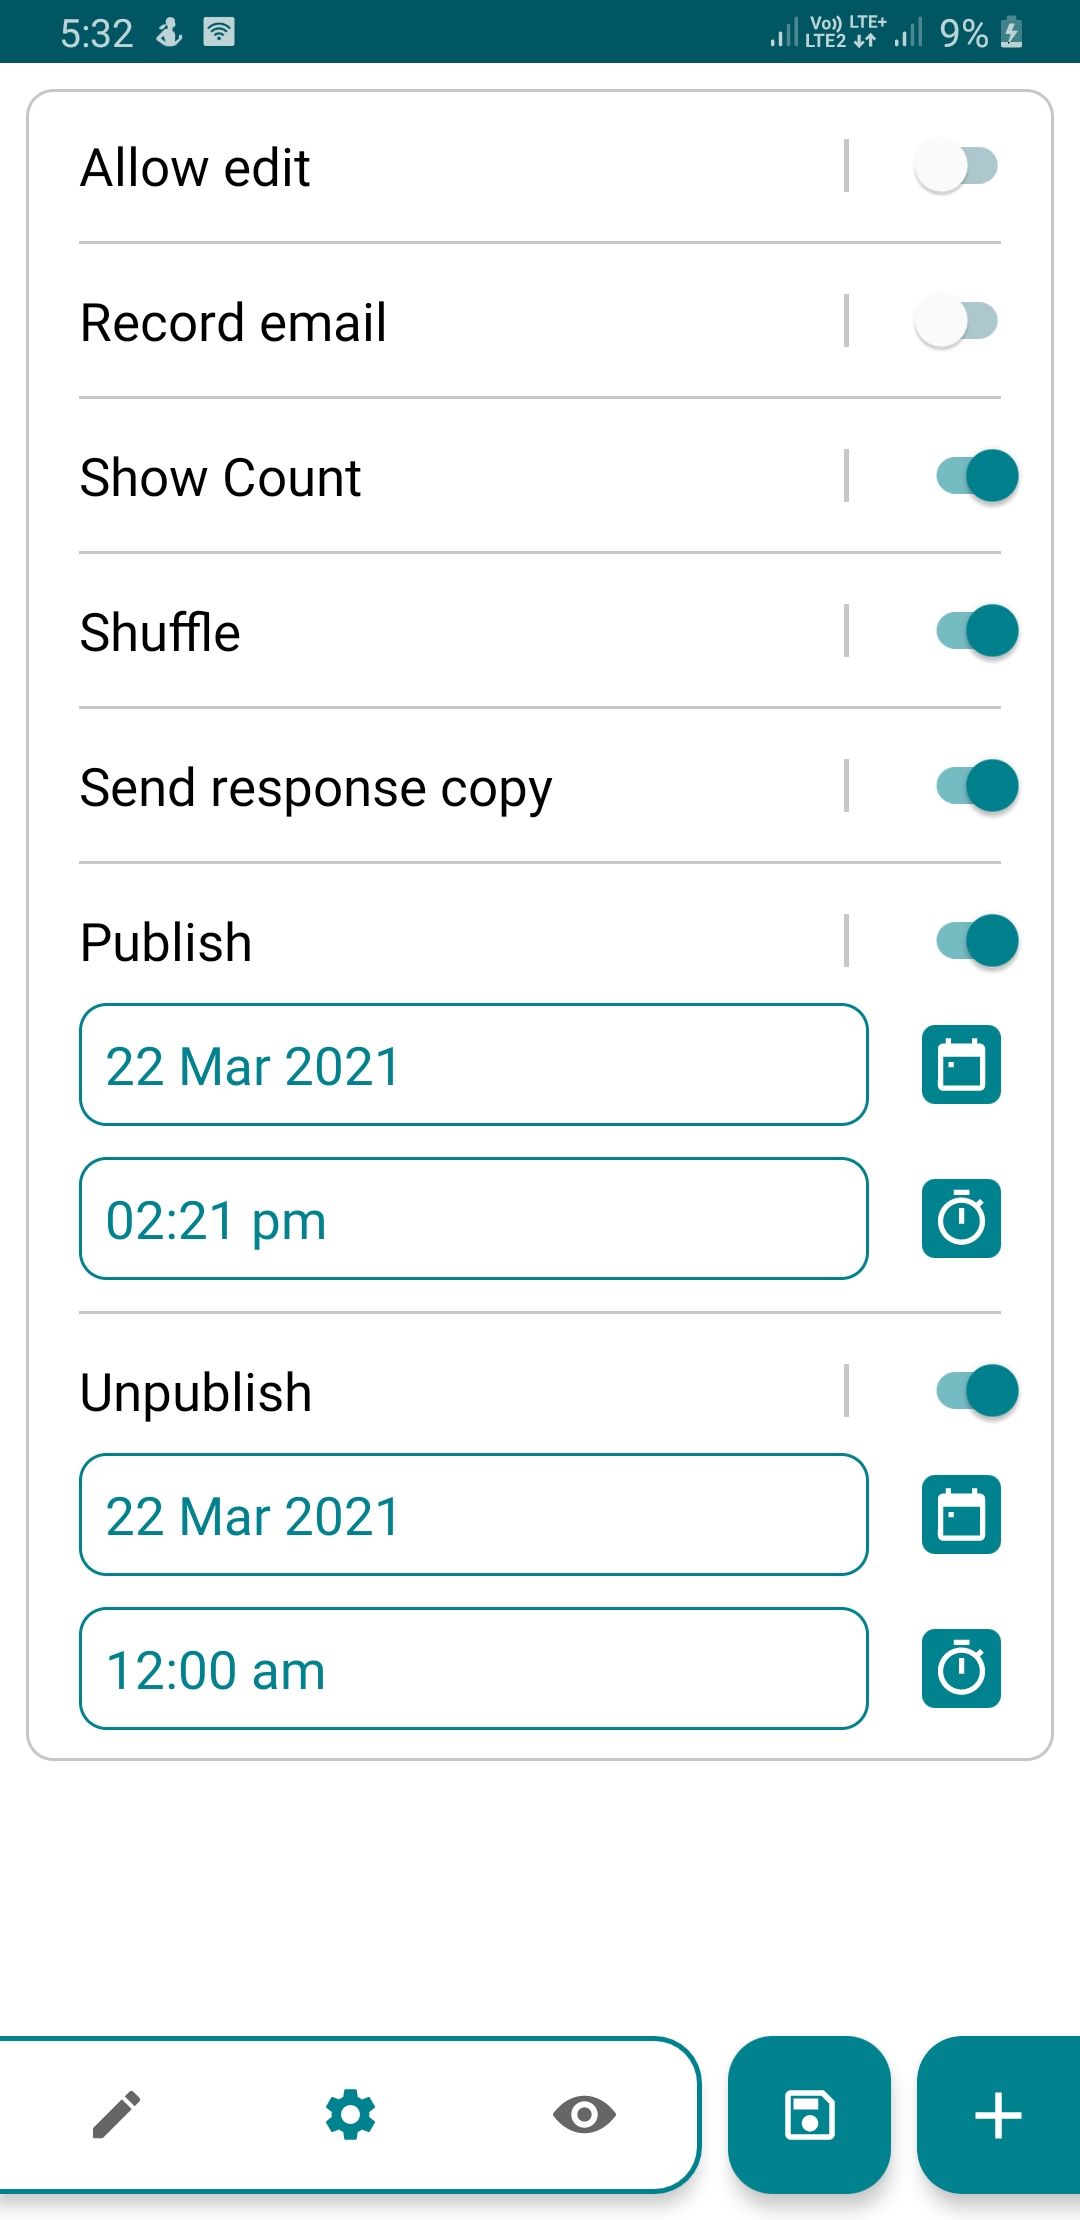 5:32 Vo)) LTE+ 9%
LTE2
Allow edit
Record email
Show Count
Shuffle
Send response copy
Publish
22 Mar 2021
02:21 pm
Unpublish
22 Mar 2021
12:00 am